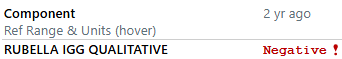 Component 2 yr ago
Ref Range & Units (hover)
RUBELLA IGG QUALITATIVE Negative !